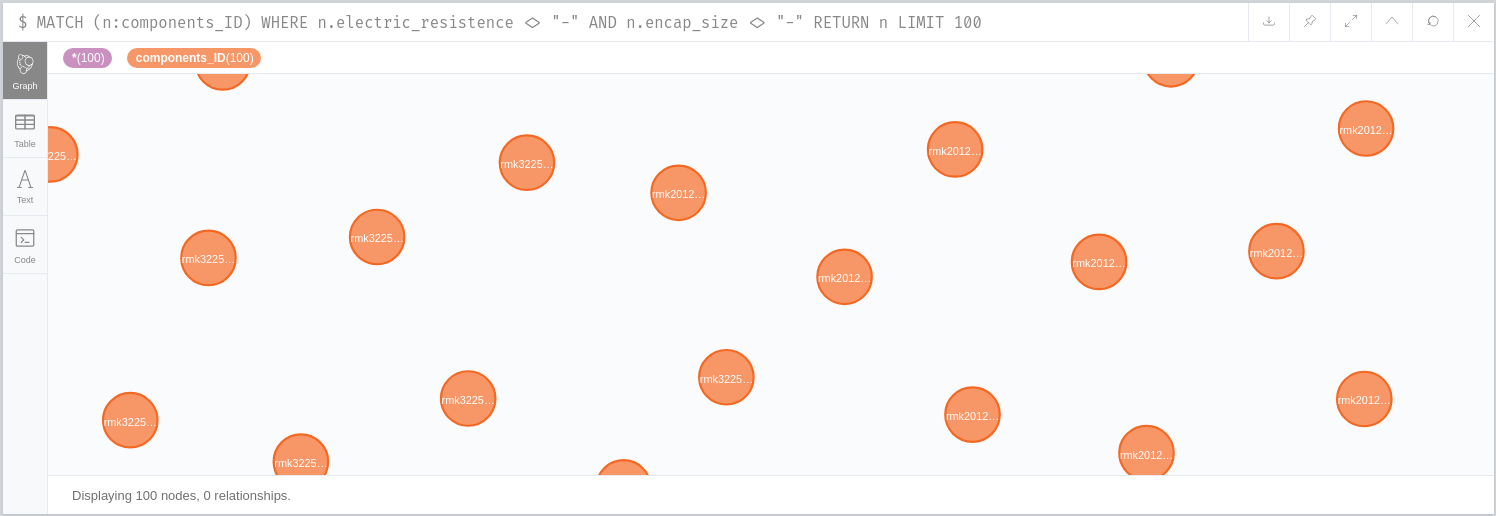 $ MATCH (n:components_ID) WHERE n.electric_resistence <> "-" AND n.encap_size <> "-" RETURN n LIMIT 100
*(100) components_ID(100)
Graph
Table
Text
Code
rmk2012...
rmk2012...
225...
rmk3225...
rmk2012...
rmk3225...
rmk2012...
rmk3225...
rmk2012...
rmk2012...
rmk3225...
rmk3225...
rmk2012...
rmk2012...
rmk3225...
rmk2012...
rmk3225...
Displaying 100 nodes, 0 relationships.